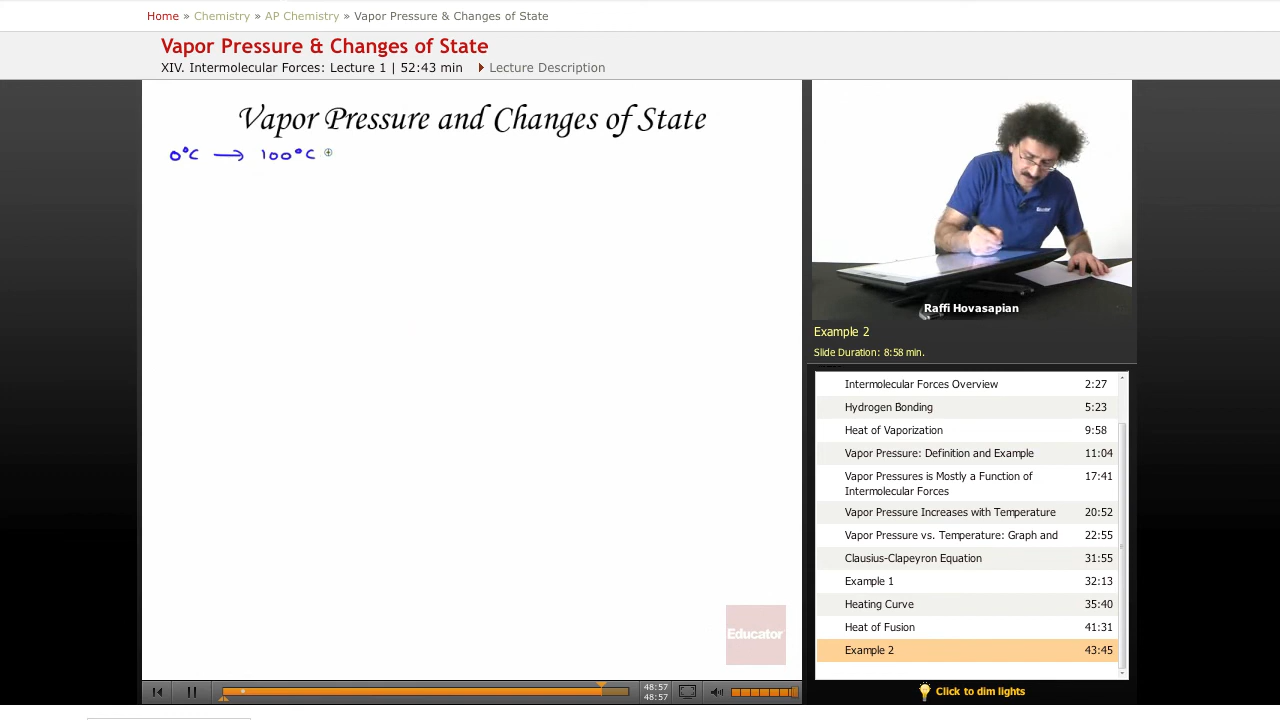 Home » Chemistry » AP Chemistry » Vapor Pressure & Changes of State
Vapor Pressure & Changes of State
XIV. Intermolecular Forces: Lecture 1 | 52:43 min Lecture Description
Vapor Pressure and Changes of State
0°C → 100°C
Educator
Raffi Hovasapian
Example 2
Slide Duration: 8:58 min.
Intermolecular Forces Overview 2:27
Hydrogen Bonding 5:23
Heat of Vaporization 9:58
Vapor Pressure: Definition and Example 11:04
Vapor Pressures is Mostly a Function of
Intermolecular Forces 17:41
Vapor Pressure Increases with Temperature 20:52
Vapor Pressure vs. Temperature: Graph and 22:55
Clausius-Clapeyron Equation 31:55
Example 1 32:13
Heating Curve 35:40
Heat of Fusion 41:31
Example 2 43:45
48:57
48:57
Click to dim lights